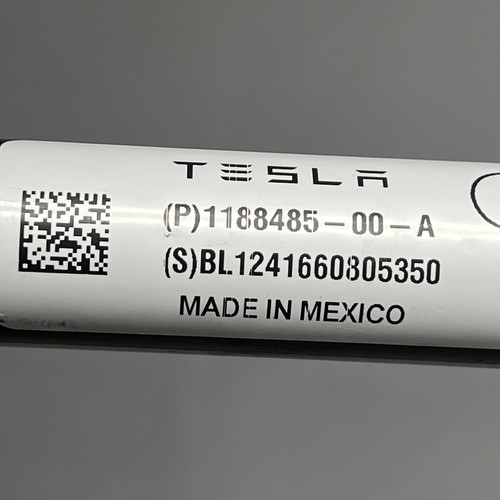 TESLA
(P)1188485-00-A
(S)BL1241660805350
MADE IN MEXICO